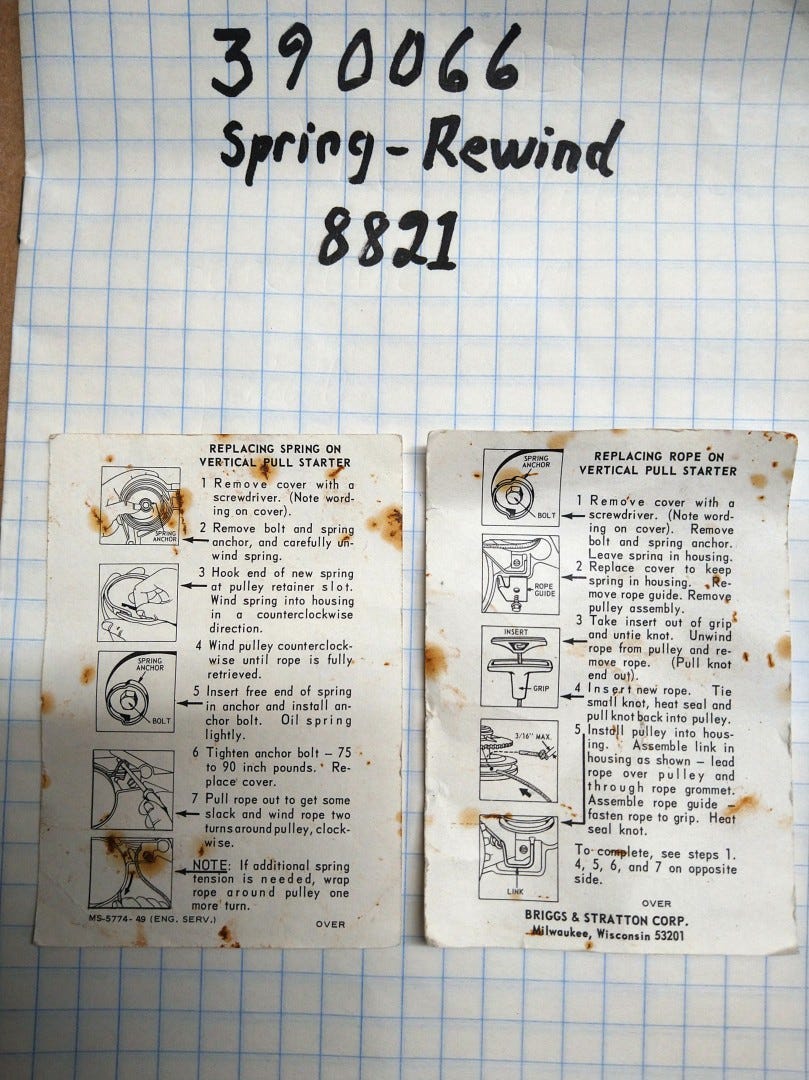 390066
Spring-Rewind
8821
REPLACING SPRING ON
VERTICAL PULL STARTER
1 Remove cover with a
screwdriver. (Note word-
ing on cover).
2 Remove bolt and spring
anchor, and carefully un-
wind spring.
SPRING
ANCHOR
3 Hook end of new spring
at pulley retainer slot.
Wind spring into housing
in a counterclockwise
direction.
4 Wind pulley counterclock-
wise until rope is fully
retrieved.
SPRING
ANCHOR
BOLT
5 Insert free end of spring
in anchor and install an-
chor bolt. Oil spring
lightly.
6 Tighten anchor bolt – 75
to 90 inch pounds. Re-
place cover.
7 Pull rope out to get some
slack and wind rope two
turns around pulley, clock-
wise.
NOTE: If additional spring
tension is needed, wrap
rope around pulley one
more turn.
MS-5774-49 (ENG. SERV.)
OVER
REPLACING ROPE ON
VERTICAL PULL STARTER
SPRING
ANCHOR
BOLT
1 Remove cover with a
screwdriver. (Note word-
ing on cover). Remove
bolt and spring anchor.
Leave spring in housing.
2 Replace cover to keep
spring in housing. Re-
move rope guide. Remove
pulley assembly.
ROPE
GUIDE
3 Take insert out of grip
and untie knot. Unwind
rope from pulley and re-
move rope. (Pull knot
end out).
INSERT
GRIP
4 Insert new rope. Tie
small knot, heat seal and
pull knot back into pulley.
3/16" MAX.
5 Install pulley into hous-
ing. Assemble link in
housing as shown – lead
rope over pulley and
through rope grommet.
Assemble rope guide –
fasten rope to grip. Heat
seal knot.
LINK
To complete, see steps 1.
4, 5, 6, and 7 on opposite
side.
OVER
BRIGGS & STRATTON CORP.
Milwaukee, Wisconsin 53201